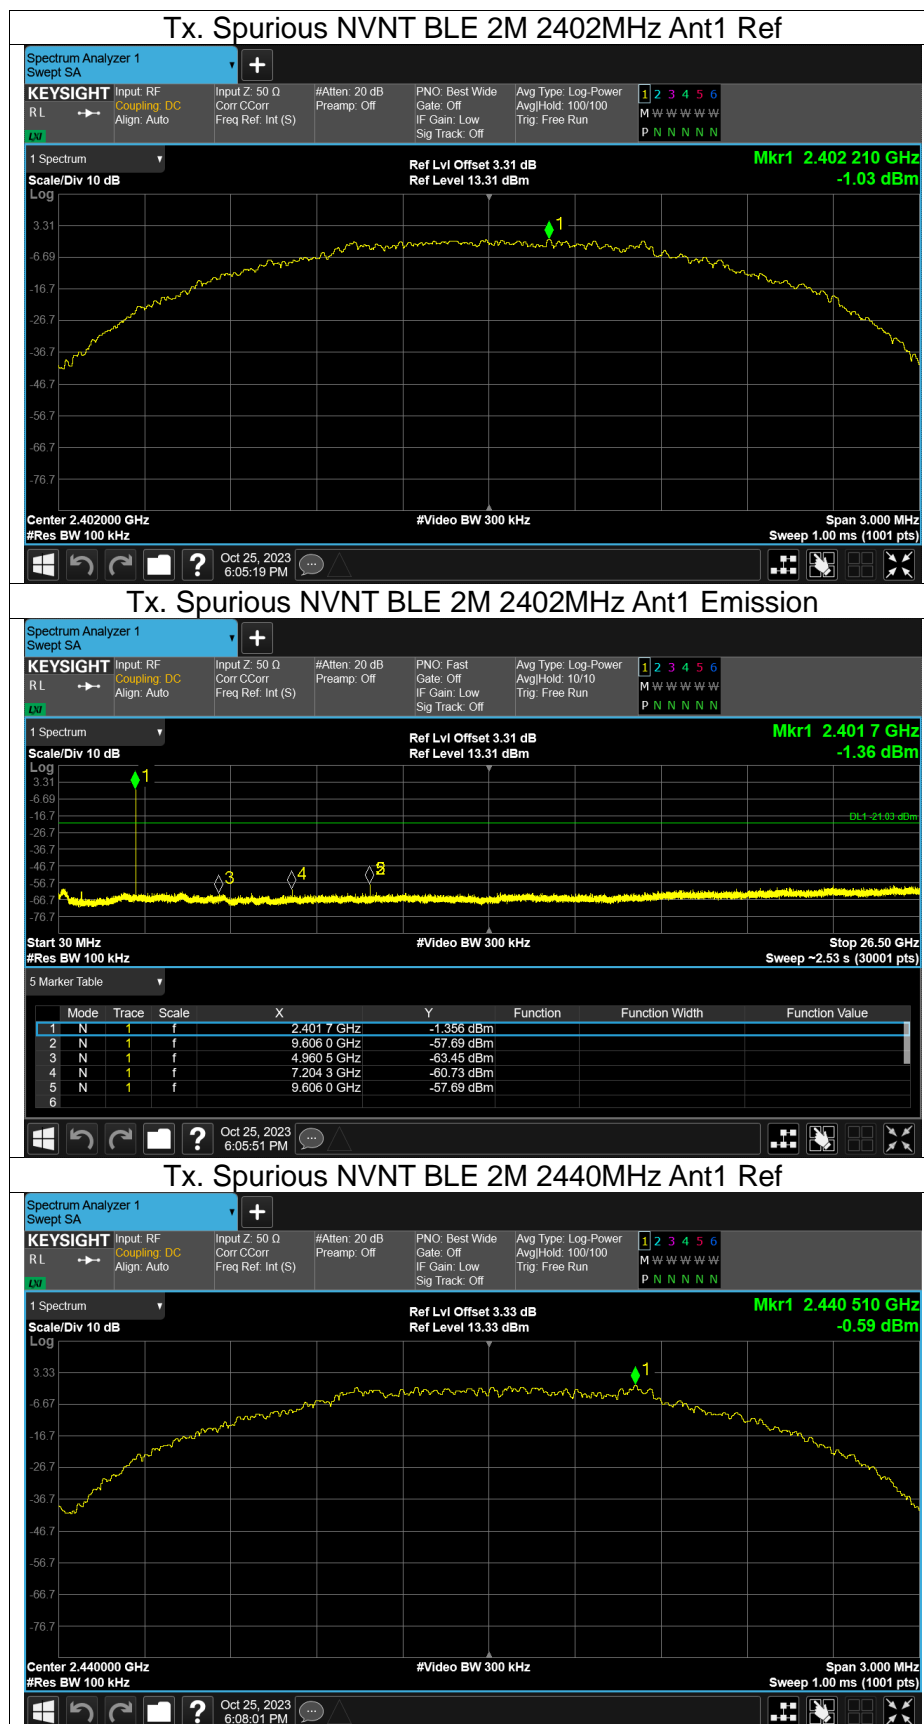 Tx. Spurious NVNT BLE 2M 2402MHz Ant1 Ref
Spectrum Analyzer 1
Swept SA
+
KEYSIGHT
R L
LXI
Input: RF
Coupling: DC
Align: Auto
Input Z: 50 Ω
Corr CCorr
Freq Ref: Int (S)
#Atten: 20 dB
Preamp: Off
PNO: Best Wide
Gate: Off
IF Gain: Low
Sig Track: Off
Avg Type: Log-Power
Avg|Hold: 100/100
Trig: Free Run
1 2 3 4 5 6
M W W W W W
P N N N N N
1 Spectrum
Scale/Div 10 dB
Ref Lvl Offset 3.31 dB
Ref Level 13.31 dBm
Mkr1 2.402 210 GHz
-1.03 dBm
Log
3.31
-6.69
-16.7
-26.7
-36.7
-46.7
-56.7
-66.7
-76.7
1
Center 2.402000 GHz
#Res BW 100 kHz
#Video BW 300 kHz
Span 3.000 MHz
Sweep 1.00 ms (1001 pts)
?
Oct 25, 2023
6:05:19 PM
Tx. Spurious NVNT BLE 2M 2402MHz Ant1 Emission
Spectrum Analyzer 1
Swept SA
+
KEYSIGHT
R L
LXI
Input: RF
Coupling: DC
Align: Auto
Input Z: 50 Ω
Corr CCorr
Freq Ref: Int (S)
#Atten: 20 dB
Preamp: Off
PNO: Fast
Gate: Off
IF Gain: Low
Sig Track: Off
Avg Type: Log-Power
Avg|Hold: 10/10
Trig: Free Run
1 2 3 4 5 6
M W W W W W
P N N N N N
1 Spectrum
Scale/Div 10 dB
Ref Lvl Offset 3.31 dB
Ref Level 13.31 dBm
Mkr1 2.401 7 GHz
-1.36 dBm
Log
3.31
-6.69
-16.7
-26.7
-36.7
-46.7
-56.7
-66.7
-76.7
1
DL1 -21.03 dBm
3
4
Start 30 MHz
#Res BW 100 kHz
#Video BW 300 kHz
Stop 26.50 GHz
Sweep ~2.53 s (30001 pts)
5 Marker Table
Mode Trace Scale X Y Function Function Width Function Value
1 N 1 f 2.401 7 GHz -1.356 dBm
2 N 1 f 9.606 0 GHz -57.69 dBm
3 N 1 f 4.960 5 GHz -63.45 dBm
4 N 1 f 7.204 3 GHz -60.73 dBm
5 N 1 f 9.606 0 GHz -57.69 dBm
6
?
Oct 25, 2023
6:05:51 PM
Tx. Spurious NVNT BLE 2M 2440MHz Ant1 Ref
Spectrum Analyzer 1
Swept SA
+
KEYSIGHT
R L
LXI
Input: RF
Coupling: DC
Align: Auto
Input Z: 50 Ω
Corr CCorr
Freq Ref: Int (S)
#Atten: 20 dB
Preamp: Off
PNO: Best Wide
Gate: Off
IF Gain: Low
Sig Track: Off
Avg Type: Log-Power
Avg|Hold: 100/100
Trig: Free Run
1 2 3 4 5 6
M W W W W W
P N N N N N
1 Spectrum
Scale/Div 10 dB
Ref Lvl Offset 3.33 dB
Ref Level 13.33 dBm
Mkr1 2.440 510 GHz
-0.59 dBm
Log
3.33
-6.67
-16.7
-26.7
-36.7
-46.7
-56.7
-66.7
-76.7
1
Center 2.440000 GHz
#Res BW 100 kHz
#Video BW 300 kHz
Span 3.000 MHz
Sweep 1.00 ms (1001 pts)
?
Oct 25, 2023
6:08:01 PM